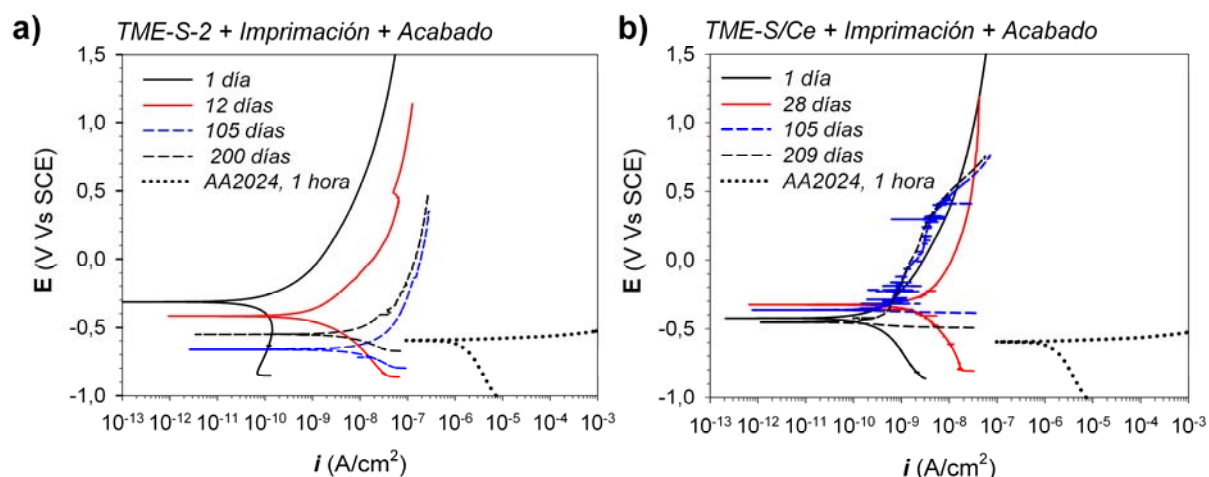 a)
TME-S-2 + Imprimación + Acabado
1,5
1,0
0,5
0,0
-0,5
-1,0
E (V Vs SCE)
1 día
12 días
105 días
200 días
AA2024, 1 hora
10-13 10-12 10-11 10-10 10-9 10-8 10-7 10-6 10-5 10-4 10-3
i (A/cm²)
b)
TME-S/Ce + Imprimación + Acabado
1,5
1,0
0,5
0,0
-0,5
-1,0
E (V Vs SCE)
1 día
28 días
105 días
209 días
AA2024, 1 hora
10-13 10-12 10-11 10-10 10-9 10-8 10-7 10-6 10-5 10-4 10-3
i (A/cm²)